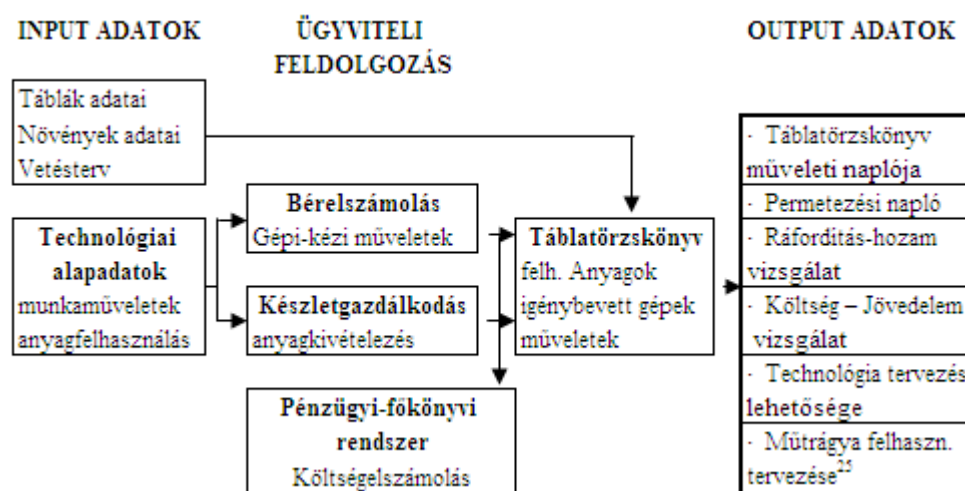 INPUT ADATOK
ÜGYVITELI
FELDOLGOZÁS
OUTPUT ADATOK
Táblák adatai
Növények adatai
Vetésterv
Technológiai
alapadatok
munkaműveletek
anyagfelhasználás
Bérelszámolás
Gépi-kézi műveletek
Készletgazdálkodás
anyagkivételezés
Pénzügyi-főkönyvi
rendszer
Költségelszámolás
Táblatörzskönyv
felh. Anyagok
igénybevett gépek
műveletek
· Táblatörzskönyv
műveleti naplója
· Permetezési napló
· Ráfordítás-hozam
vizsgálat
· Költség – Jövedelem
vizsgálat
· Technológia tervezés
lehetősége
· Műtrágya felhaszn.
tervezése25